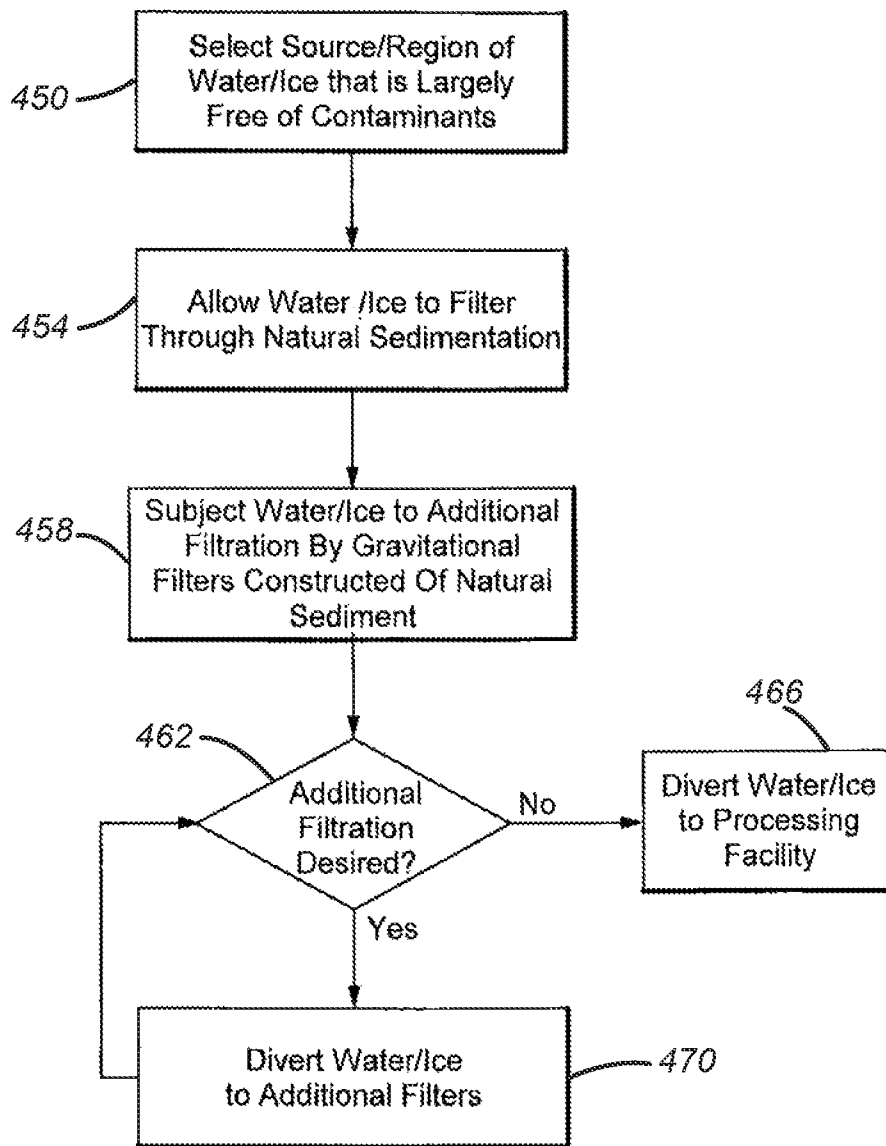 450
Select Source/Region of
Water/Ice that is Largely
Free of Contaminants
454
Allow Water /Ice to Filter
Through Natural Sedimentation
458
Subject Water/Ice to Additional
Filtration By Gravitational
Filters Constructed Of Natural
Sediment
462
Additional
Filtration
Desired?
No
466
Divert Water/Ice
to Processing
Facility
Yes
Divert Water/Ice
to Additional Filters
470